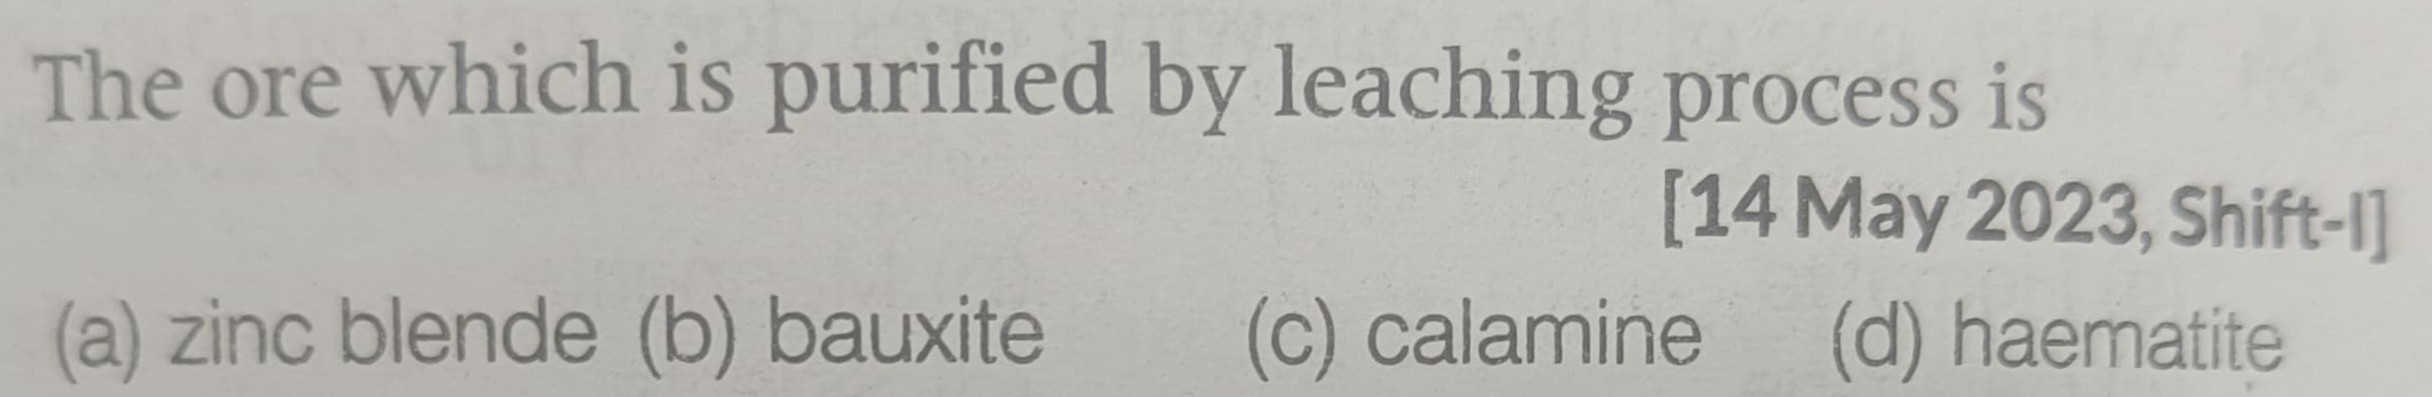 The ore which is purified by leaching process is
[14 May 2023, Shift-I]
(a) zinc blende (b) bauxite (c) calamine (d) haematite